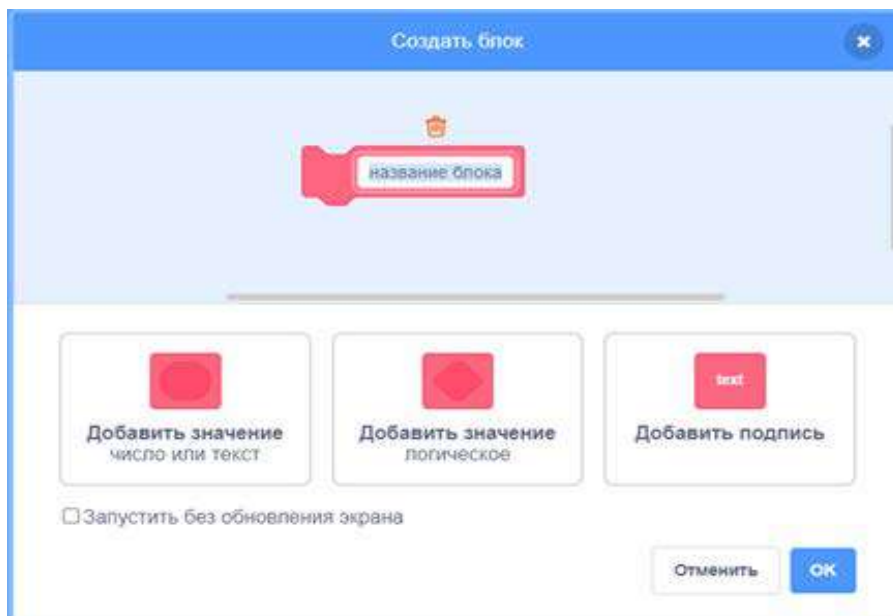 Создать блок
название блока
text
Добавить значение
число или текст
Добавить значение
логическое
Добавить подпись
Запустить без обновления экрана
Отменить
OK